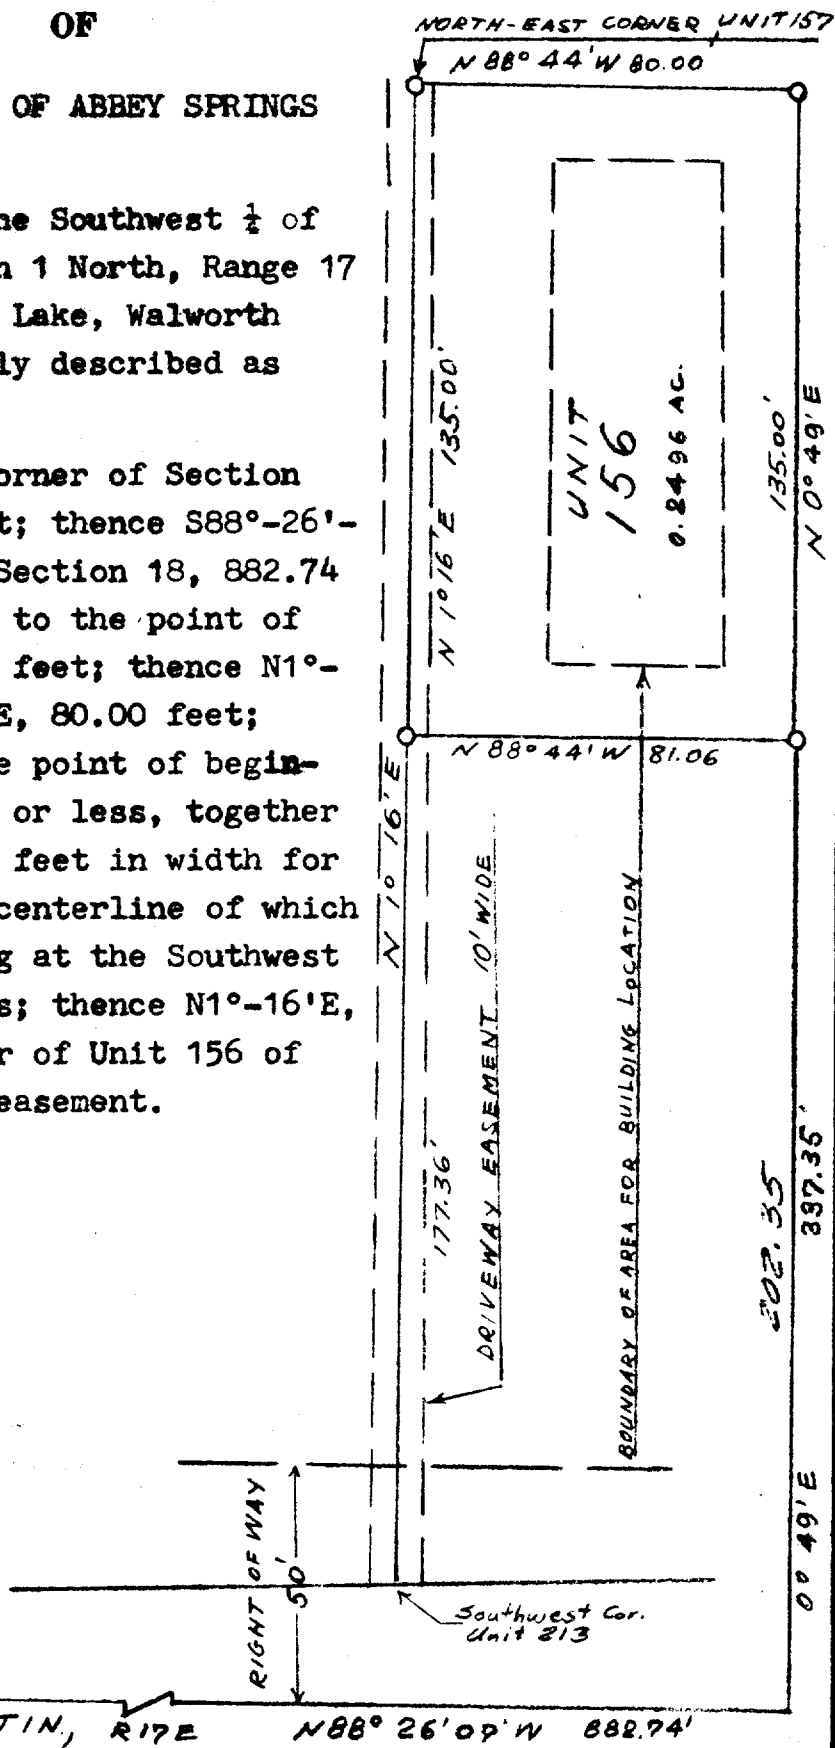 OF
OF ABBEY SPRINGS
ne Southwest ¼ of
n 1 North, Range 17
Lake, Walworth
ly described as
orner of Section
t; thence S88°-26'-
Section 18, 882.74
to the point of
feet; thence N1°-
E, 80.00 feet;
e point of begin-
or less, together
feet in width for
centerline of which
g at the Southwest
s; thence N1°-16'E,
r of Unit 156 of
easement.
NORTH-EAST CORNER, UNIT 157
N 88° 44' W 80.00
N 1° 16' E 135.00'
UNIT
156
0.2496 AC.
135.00'
N 0° 49' E
N 88° 44' W 81.06
N 1° 16' E
177.36'
DRIVEWAY EASEMENT 10' WIDE
BOUNDARY OF AREA FOR BUILDING LOCATION
202.35
337.35'
0° 49' E
RIGHT OF WAY
50'
Southwest Cor.
Unit 213
T1N, R17E
N88° 26' 07" W 882.74'